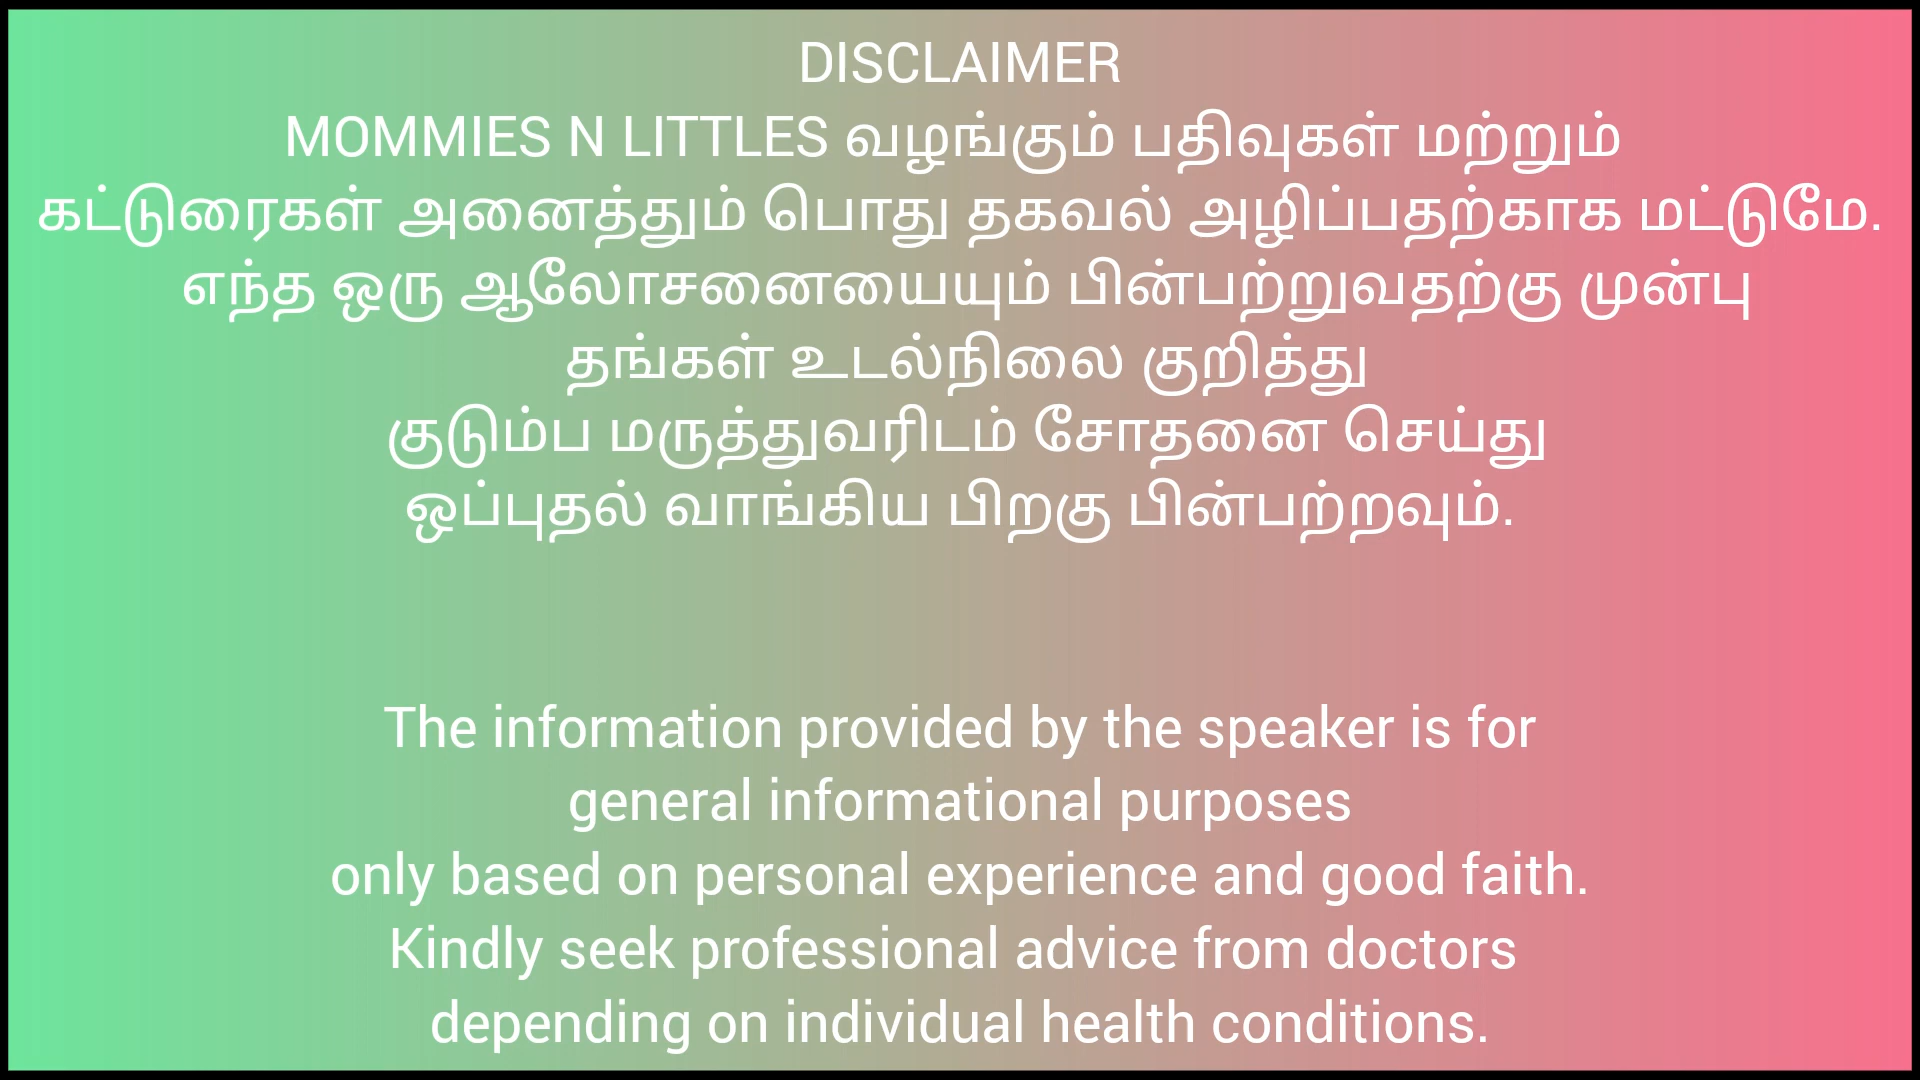 DISCLAIMER
MOMMIES N LITTLES வழங்கும் பதிவுகள் மற்றும்
கட்டுரைகள் அனைத்தும் பொது தகவல் அழிப்பதற்காக மட்டுமே.
எந்த ஒரு ஆலோசனையையும் பின்பற்றுவதற்கு முன்பு
தங்கள் உடல்நிலை குறித்து
குடும்ப மருத்துவரிடம் சோதனை செய்து
ஒப்புதல் வாங்கிய பிறகு பின்பற்றவும்.
The information provided by the speaker is for
general informational purposes
only based on personal experience and good faith.
Kindly seek professional advice from doctors
depending on individual health conditions.